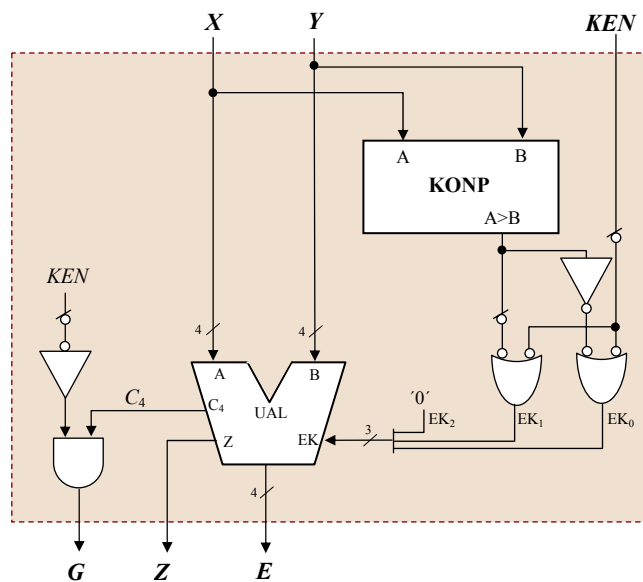 X Y KEN
A B
KONP
A>B
KEN
4 4
A B
C₄ C₄ UAL ´0´
Z EK 3 EK₂ EK₁ EK₀
4
G Z E